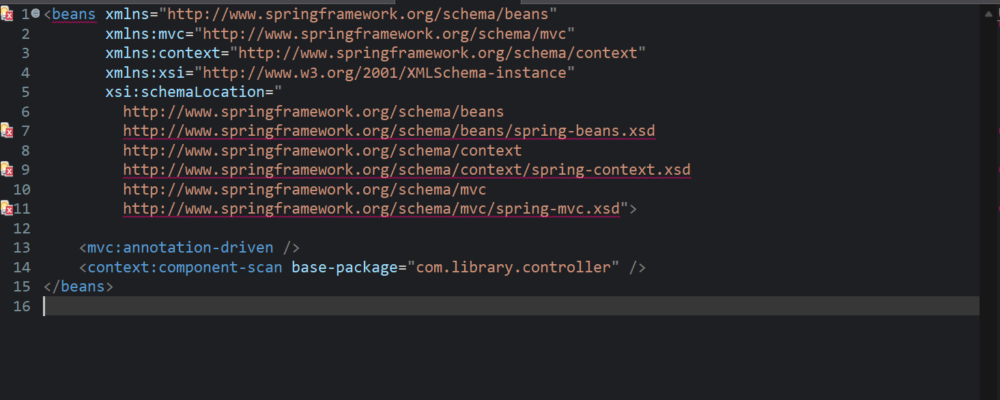 1 <beans xmlns="http://www.springframework.org/schema/beans"
2 xmlns:mvc="http://www.springframework.org/schema/mvc"
3 xmlns:context="http://www.springframework.org/schema/context"
4 xmlns:xsi="http://www.w3.org/2001/XMLSchema-instance"
5 xsi:schemaLocation="
6 http://www.springframework.org/schema/beans
7 http://www.springframework.org/schema/beans/spring-beans.xsd
8 http://www.springframework.org/schema/context
9 http://www.springframework.org/schema/context/spring-context.xsd
10 http://www.springframework.org/schema/mvc
11 http://www.springframework.org/schema/mvc/spring-mvc.xsd">
12
13 <mvc:annotation-driven />
14 <context:component-scan base-package="com.library.controller" />
15 </beans>
16